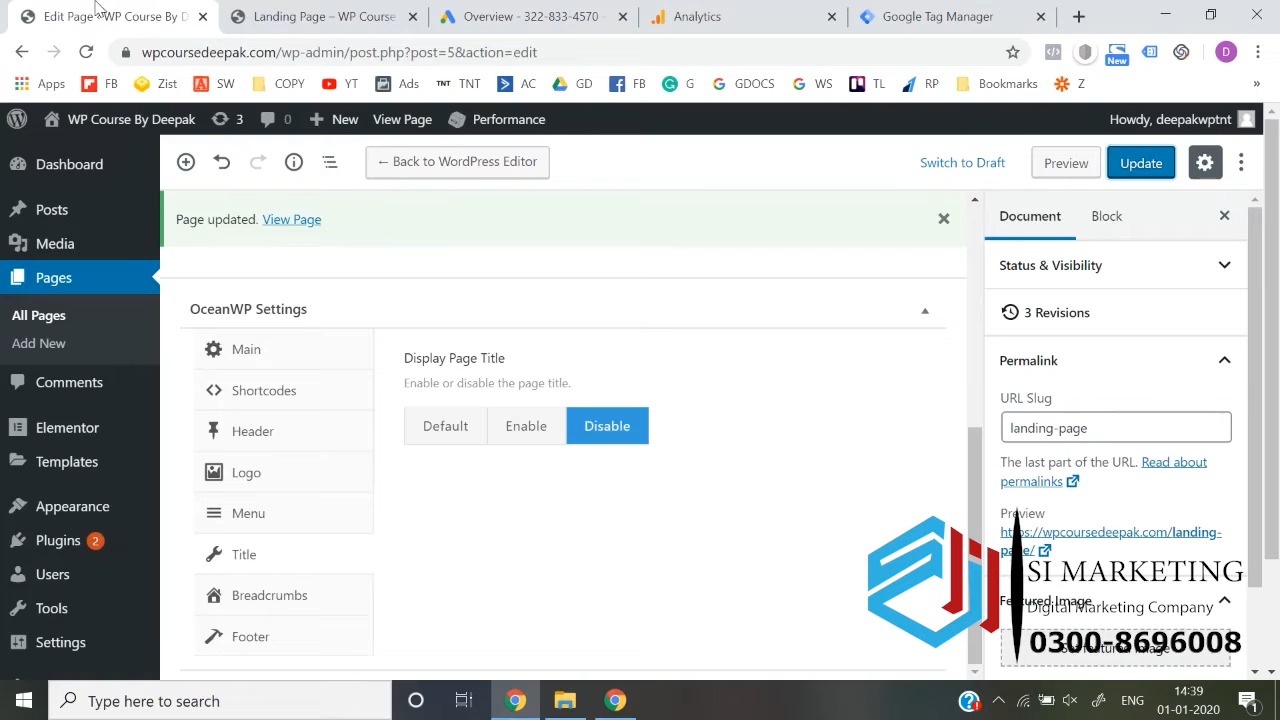 Edit Page ‹ WP Course By D
Landing Page – WP Course
Overview - 322-833-4570 -
Analytics
Google Tag Manager
wpcoursedeepak.com/wp-admin/post.php?post=5&action=edit
New
D
Apps
FB
Zist
SW
COPY
YT
Ads
TNT TNT
AC
GD
FB
G
GDOCS
WS
TL
RP
Bookmarks
Z
»
WP Course By Deepak
3
0
New
View Page
Performance
Howdy, deepakwptnt
Dashboard
Posts
Media
Pages
All Pages
Add New
Comments
Elementor
Templates
Appearance
Plugins 2
Users
Tools
Settings
← Back to WordPress Editor
Switch to Draft
Preview
Update
Page updated. View Page
OceanWP Settings
Main
Shortcodes
Header
Logo
Menu
Title
Breadcrumbs
Footer
Display Page Title
Enable or disable the page title.
Default
Enable
Disable
Document
Block
Status & Visibility
3 Revisions
Permalink
URL Slug
landing-page
The last part of the URL. Read about
permalinks
Preview
https://wpcoursedeepak.com/landing-
page/
Featured Image
Set featured image
SI MARKETING
Digital Marketing Company
0300-8696008
Type here to search
ENG
14:39
01-01-2020
1